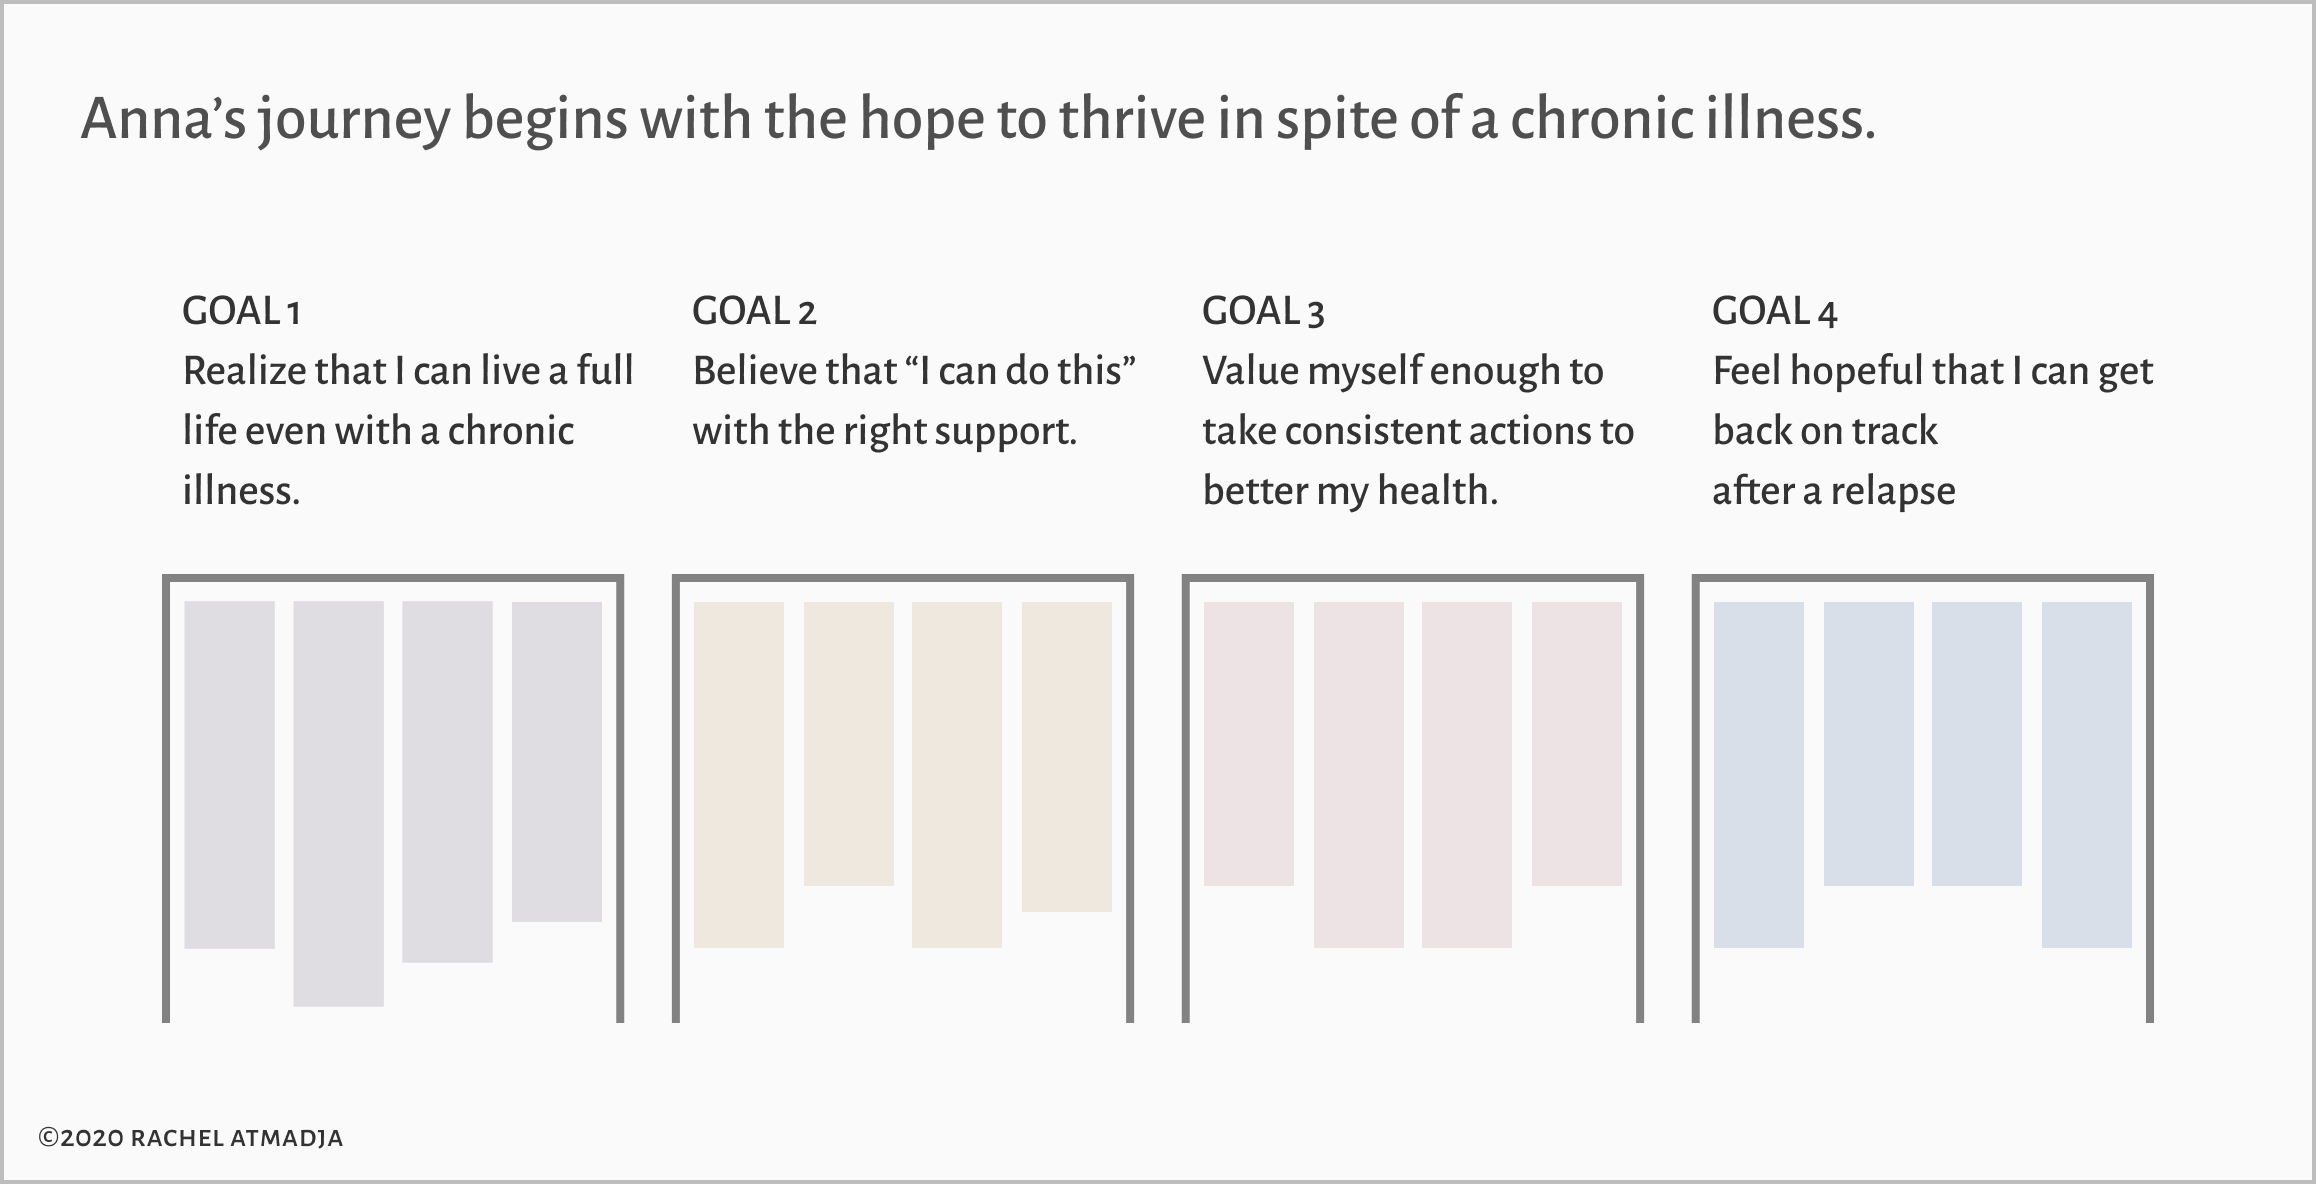 Anna’s journey begins with the hope to thrive in spite of a chronic illness.
GOAL 1
Realize that I can live a full
life even with a chronic
illness.
GOAL 2
Believe that “I can do this”
with the right support.
GOAL 3
Value myself enough to
take consistent actions to
better my health.
GOAL 4
Feel hopeful that I can get
back on track
after a relapse
©2020 RACHEL ATMADJA